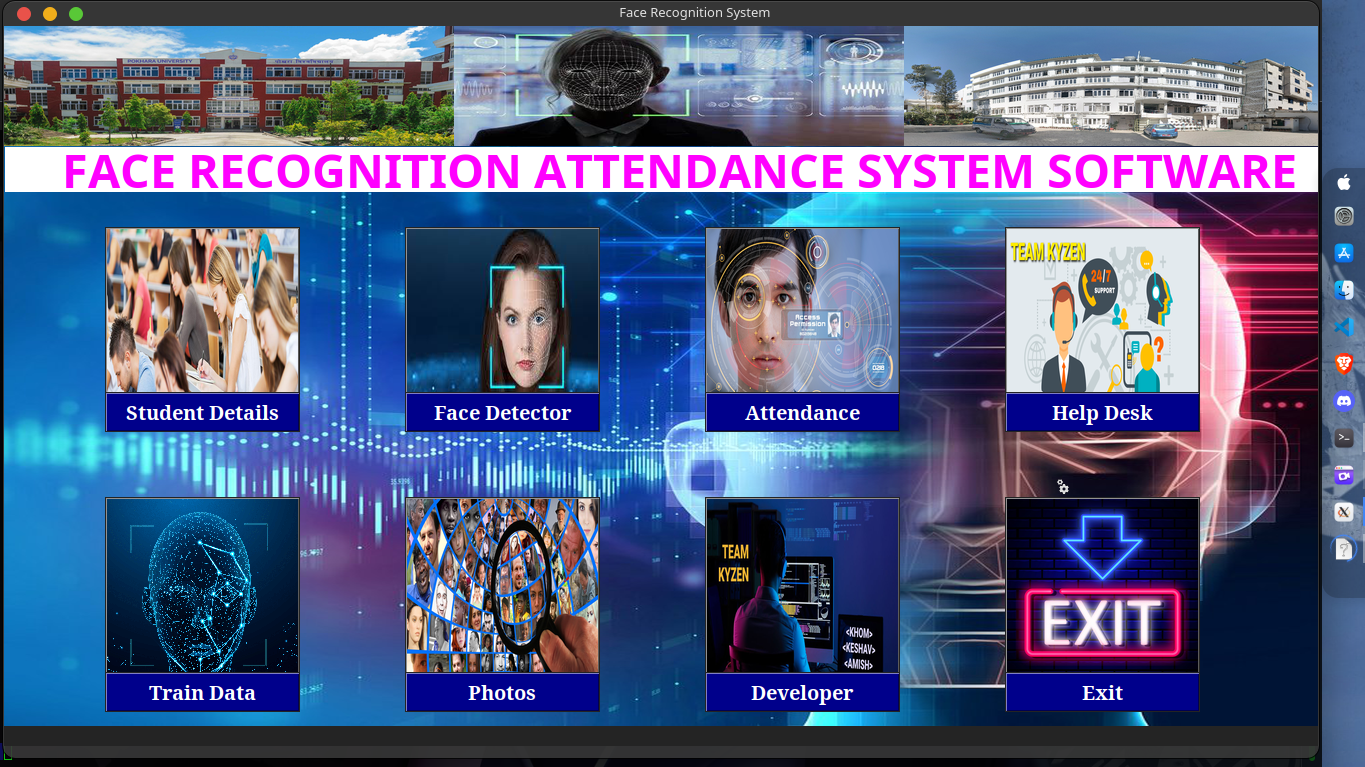 Face Recognition System
POKHARA UNIVERSITY
FACE RECOGNITION ATTENDANCE SYSTEM SOFTWARE
Student Details
Face Detector
Access
Permission
Attendance
TEAM KYZEN
24/7
SUPPORT
Help Desk
Train Data
Photos
TEAM
KYZEN
<KHOM>
<KESHAV>
<AMISH>
Developer
EXIT
Exit